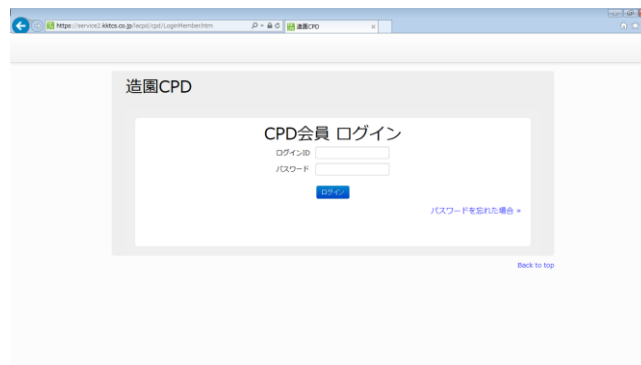 https://service2.kktcs.co.jp/lacpd/cpd/LoginMember.htm
造園CPD
造園CPD
CPD会員 ログイン
ログインID
パスワード
ログイン
パスワードを忘れた場合 »
Back to top